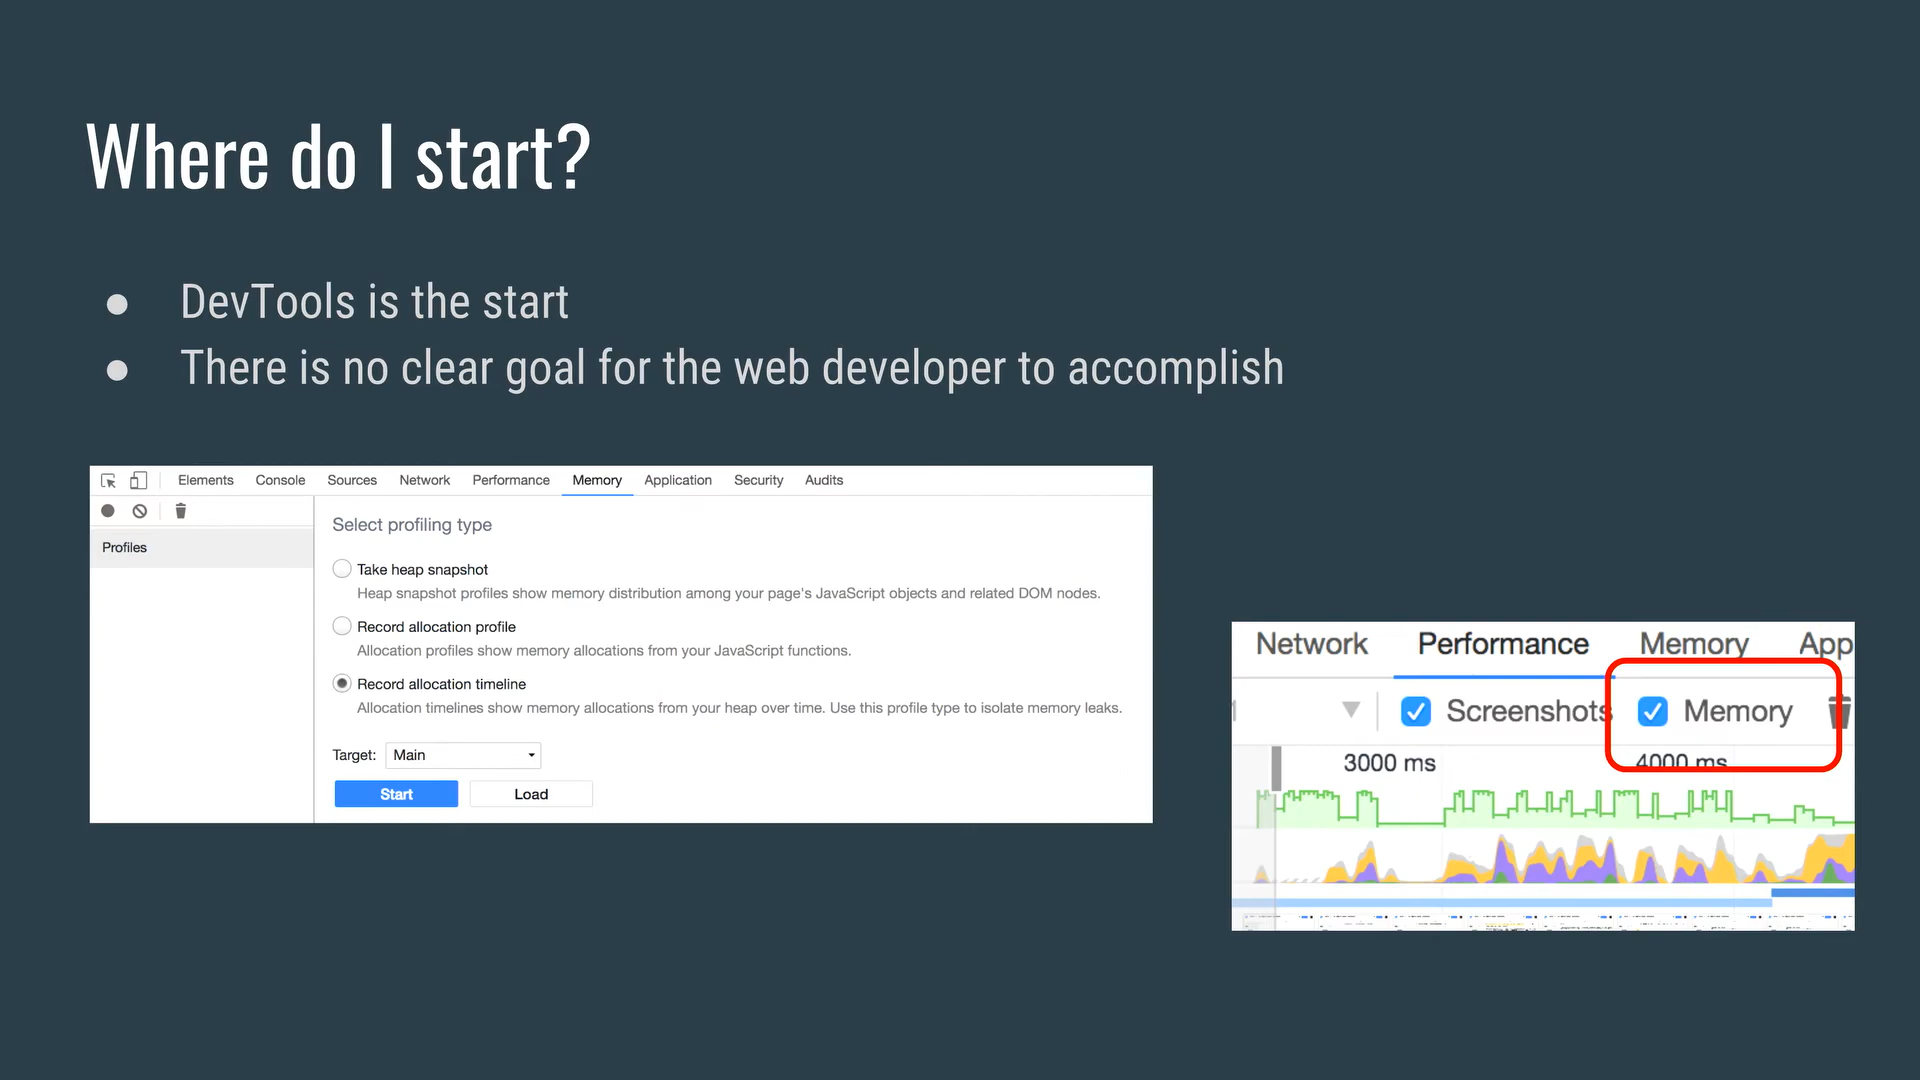 Where do I start?
● DevTools is the start
● There is no clear goal for the web developer to accomplish
Elements Console Sources Network Performance Memory Application Security Audits
Profiles
Select profiling type
Take heap snapshot
Heap snapshot profiles show memory distribution among your page's JavaScript objects and related DOM nodes.
Record allocation profile
Allocation profiles show memory allocations from your JavaScript functions.
Record allocation timeline
Allocation timelines show memory allocations from your heap over time. Use this profile type to isolate memory leaks.
Target: Main
Start Load
Network Performance Memory App
Screenshots Memory
3000 ms 4000 ms